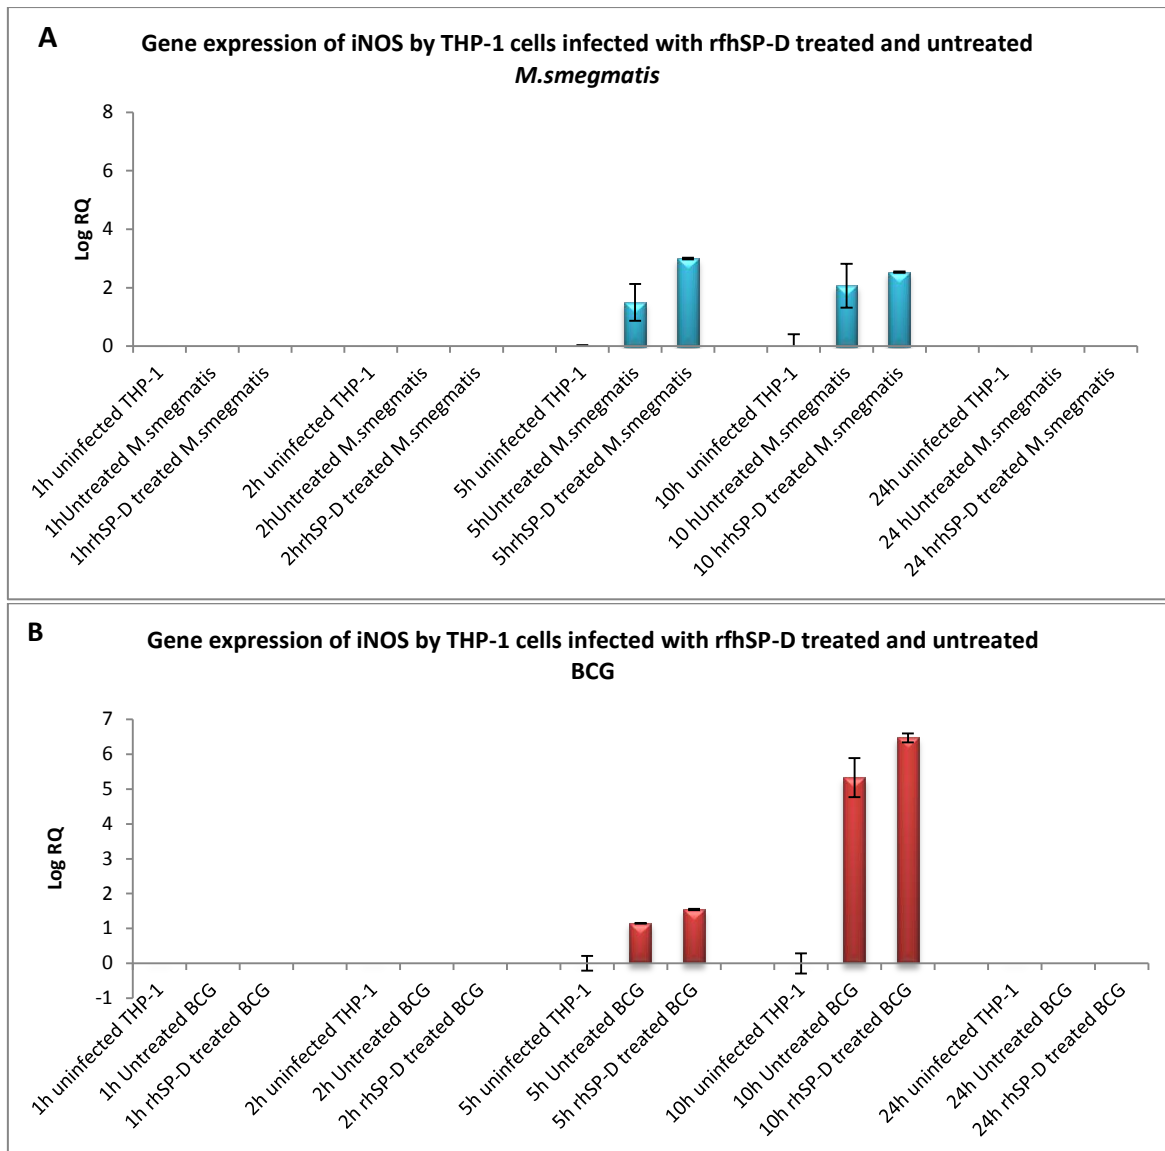 A
Gene expression of iNOS by THP-1 cells infected with rfhSP-D treated and untreated
M.smegmatis
8
6
4
2
0
Log RQ
1h uninfected THP-1
1hUntreated M.smegmatis
1hrhSP-D treated M.smegmatis
2h uninfected THP-1
2hUntreated M.smegmatis
2hrhSP-D treated M.smegmatis
5h uninfected THP-1
5hUntreated M.smegmatis
5hrhSP-D treated M.smegmatis
10h uninfected THP-1
10 hUntreated M.smegmatis
10 hrhSP-D treated M.smegmatis
24h uninfected THP-1
24 hUntreated M.smegmatis
24 hrhSP-D treated M.smegmatis
B
Gene expression of iNOS by THP-1 cells infected with rfhSP-D treated and untreated
BCG
7
6
5
4
3
2
1
0
-1
Log RQ
1h uninfected THP-1
1h Untreated BCG
1h rhSP-D treated BCG
2h uninfected THP-1
2h Untreated BCG
2h rhSP-D treated BCG
5h uninfected THP-1
5h Untreated BCG
5h rhSP-D treated BCG
10h uninfected THP-1
10h Untreated BCG
10h rhSP-D treated BCG
24h uninfected THP-1
24h Untreated BCG
24h rhSP-D treated BCG